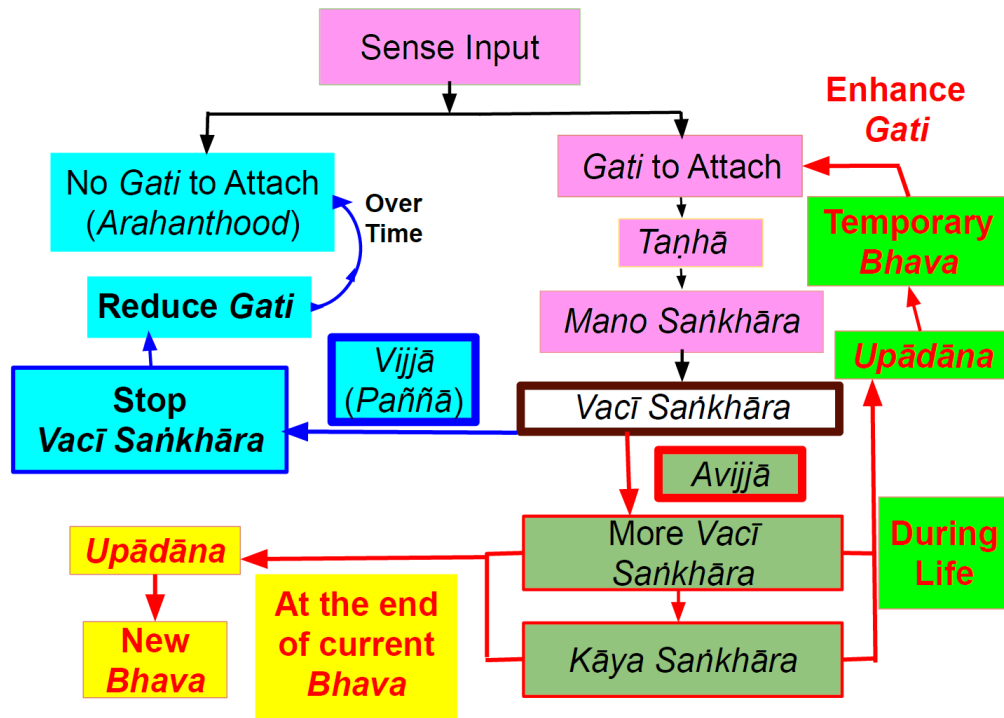 Sense Input
Enhance
Gati
No Gati to Attach
(Arahanthood)
Over
Time
Gati to Attach
Temporary
Bhava
Taṇhā
Reduce Gati
Mano Saṅkhāra
Upādāna
Vijjā
(Paññā)
Stop
Vacī Saṅkhāra
Vacī Saṅkhāra
Avijjā
More Vacī
Saṅkhāra
During
Life
Upādāna
At the end
of current
Bhava
New
Bhava
Kāya Saṅkhāra